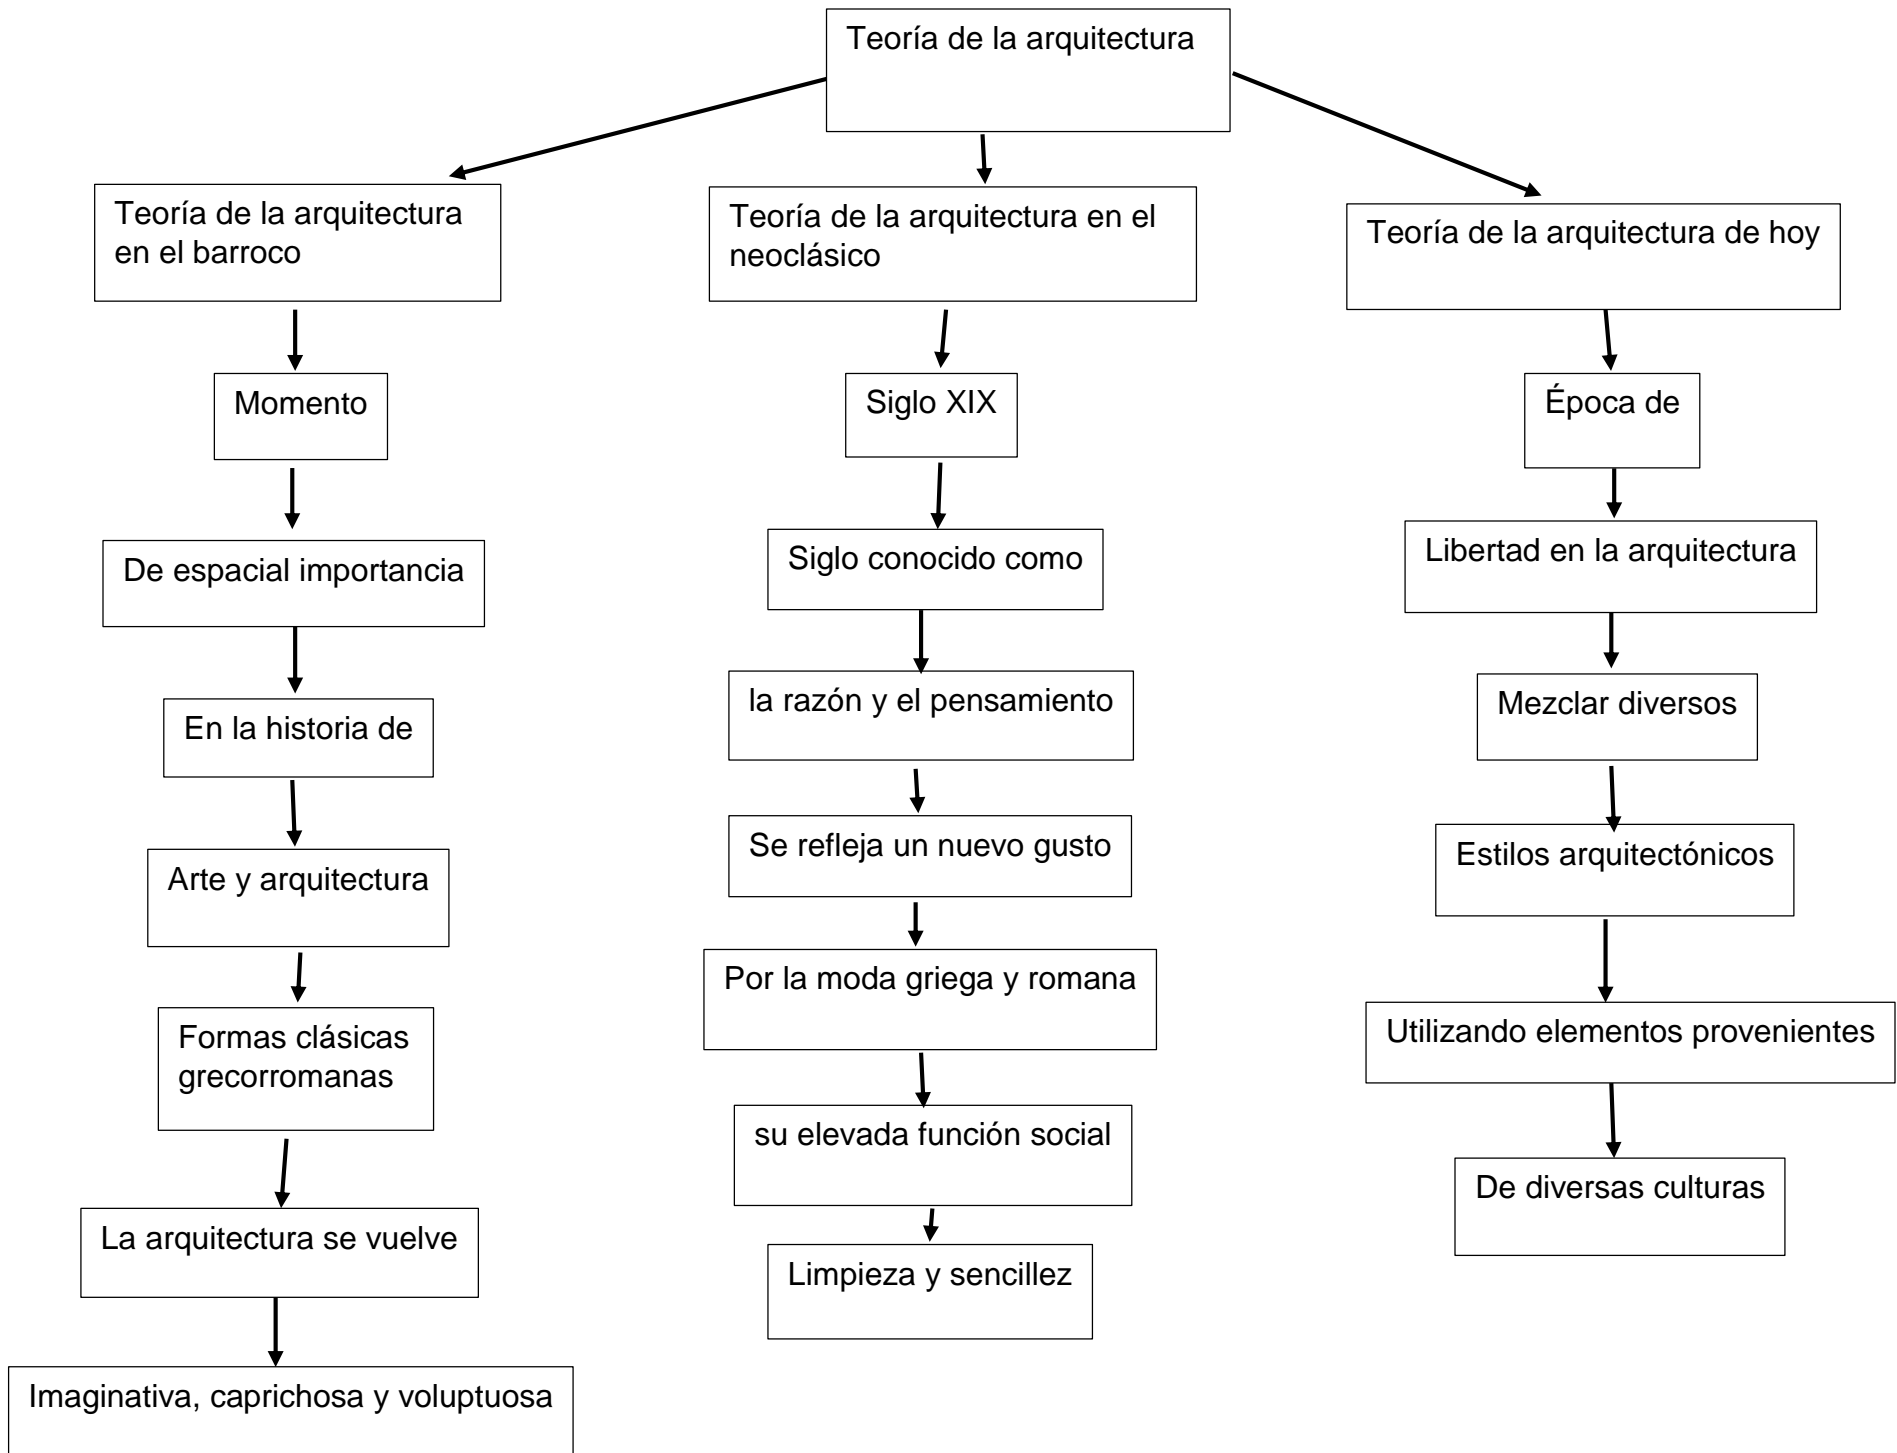 Teoría de la arquitectura
Teoría de la arquitectura
en el barroco
Momento
De espacial importancia
En la historia de
Arte y arquitectura
Formas clásicas
grecorromanas
La arquitectura se vuelve
Imaginativa, caprichosa y voluptuosa
Teoría de la arquitectura en el
neoclásico
Siglo XIX
Siglo conocido como
la razón y el pensamiento
Se refleja un nuevo gusto
Por la moda griega y romana
su elevada función social
Limpieza y sencillez
Teoría de la arquitectura de hoy
Época de
Libertad en la arquitectura
Mezclar diversos
Estilos arquitectónicos
Utilizando elementos provenientes
De diversas culturas